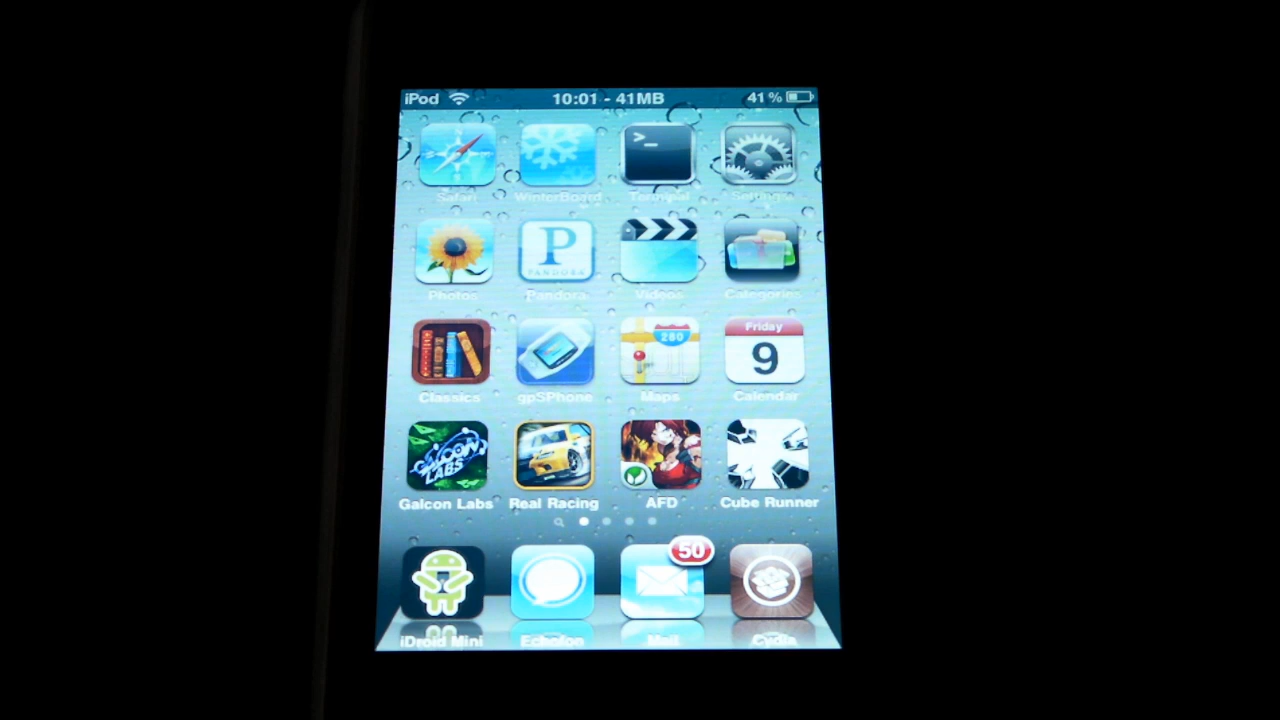 iPod 10:01 - 41MB 41%
>_
Safari WinterBoard Terminal Settings
P
PANDORA
Photos Pandora Videos Categories
280
Friday
9
Classics gpSPhone Maps Calendar
GALCON
LABS
Galcon Labs Real Racing AFD Cube Runner
50
iDroid Mini Echofon Mail Cydia